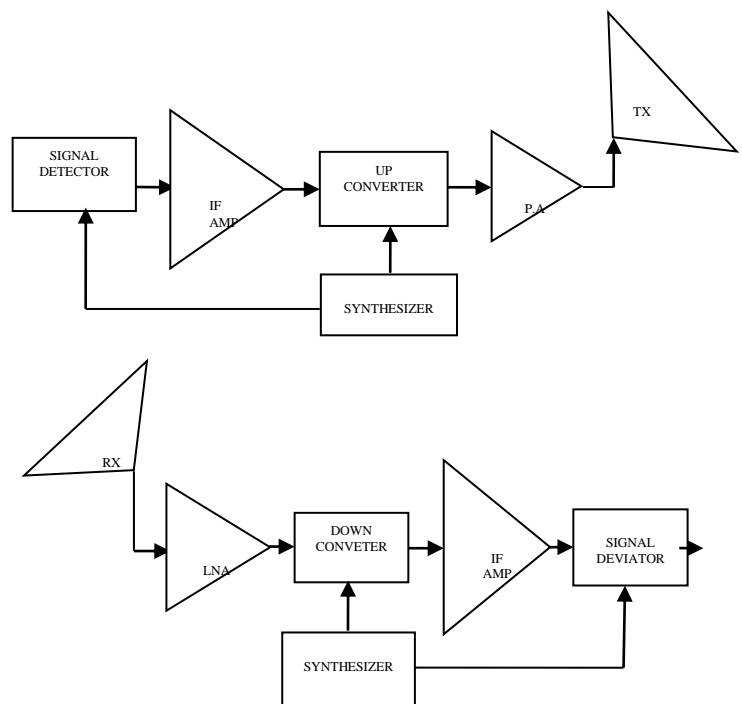 TX
SIGNAL
DETECTOR
IF
AMP
UP
CONVERTER
P.A
SYNTHESIZER
RX
LNA
DOWN
CONVETER
IF
AMP
SIGNAL
DEVIATOR
SYNTHESIZER